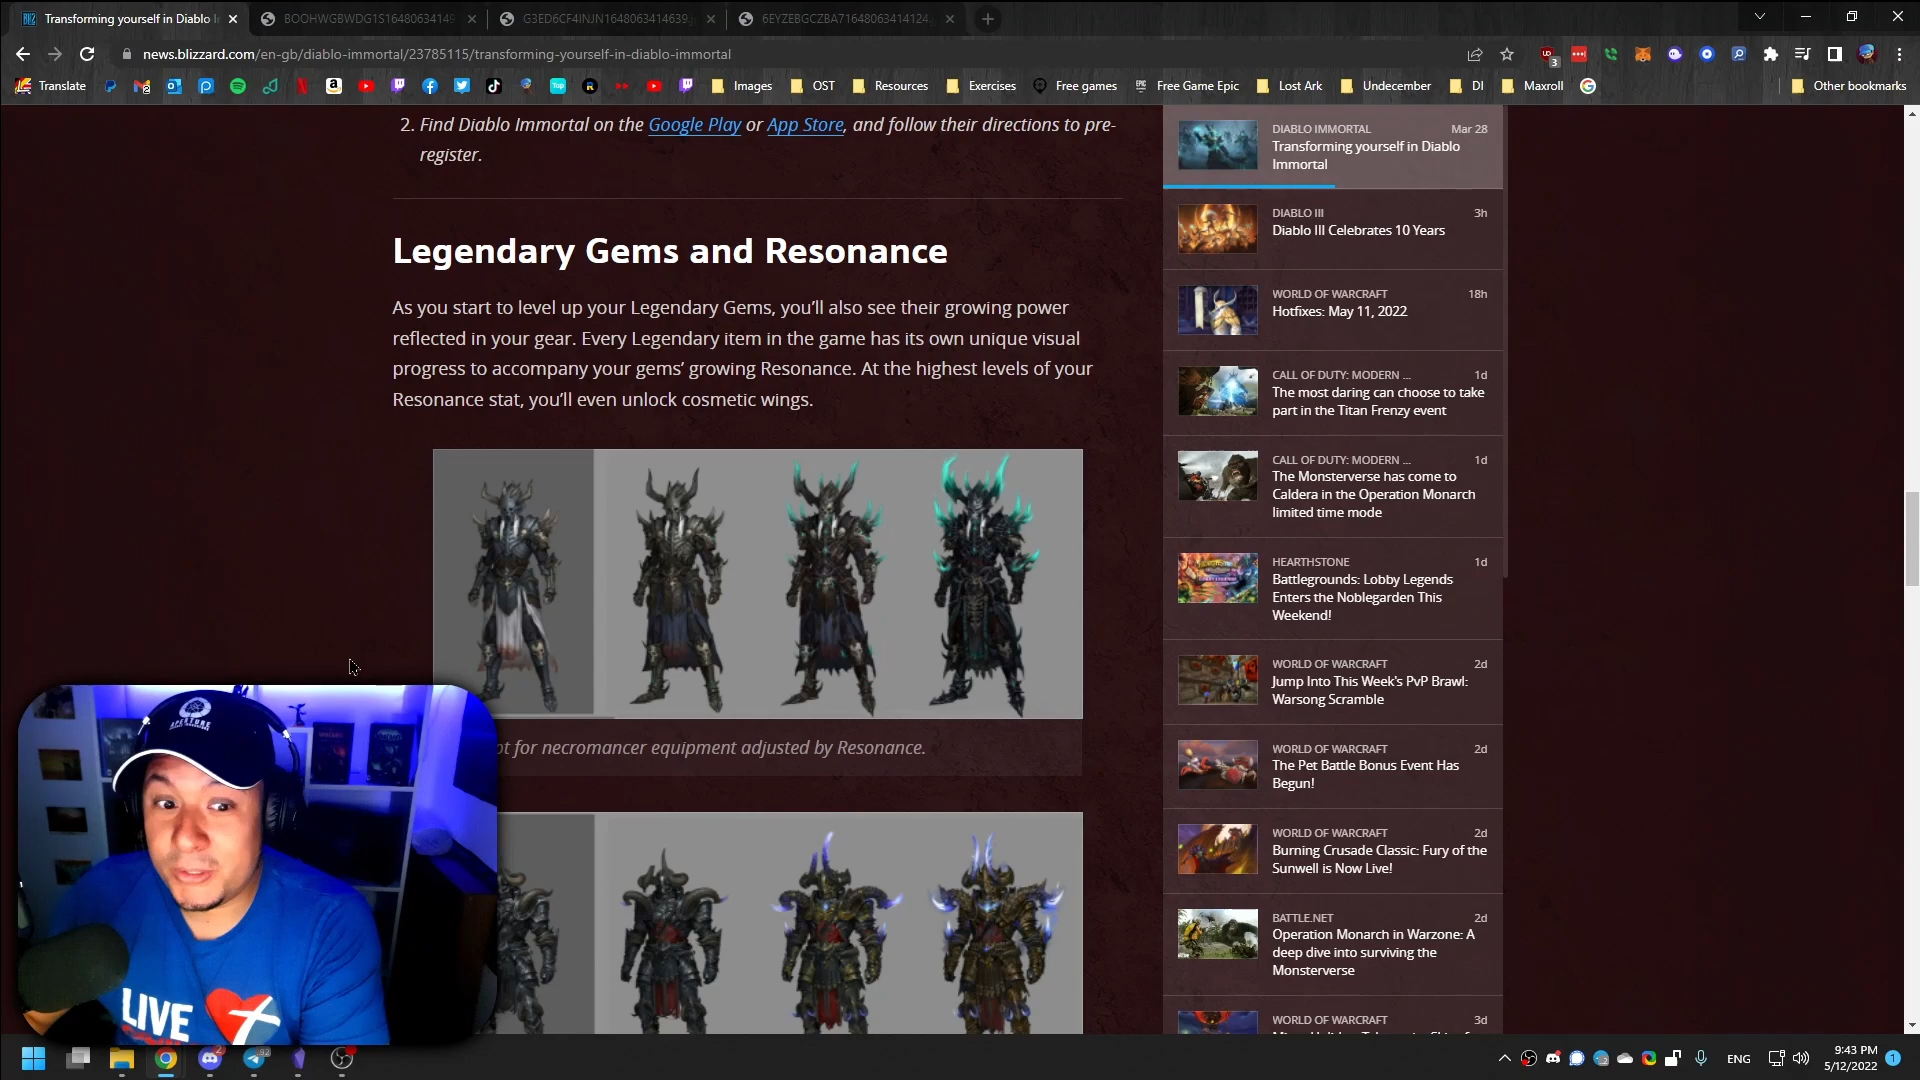 Transforming yourself in Diablo I
BOOHWGBWDG1S16480634149
G3ED6CF4INJN1648063414639.j
6EYZEBGCZBA71648063414124.
news.blizzard.com/en-gb/diablo-immortal/23785115/transforming-yourself-in-diablo-immortal
Translate
Images
OST
Resources
Exercises
Free games
Free Game Epic
Lost Ark
Undecember
DI
Maxroll
Other bookmarks
2. Find Diablo Immortal on the Google Play or App Store, and follow their directions to pre-
register.
Legendary Gems and Resonance
As you start to level up your Legendary Gems, you’ll also see their growing power
reflected in your gear. Every Legendary item in the game has its own unique visual
progress to accompany your gems’ growing Resonance. At the highest levels of your
Resonance stat, you’ll even unlock cosmetic wings.
pt for necromancer equipment adjusted by Resonance.
DIABLO IMMORTAL Mar 28
Transforming yourself in Diablo
Immortal
DIABLO III 3h
Diablo III Celebrates 10 Years
WORLD OF WARCRAFT 18h
Hotfixes: May 11, 2022
CALL OF DUTY: MODERN ... 1d
The most daring can choose to take
part in the Titan Frenzy event
CALL OF DUTY: MODERN ... 1d
The Monsterverse has come to
Caldera in the Operation Monarch
limited time mode
HEARTHSTONE 1d
Battlegrounds: Lobby Legends
Enters the Noblegarden This
Weekend!
WORLD OF WARCRAFT 2d
Jump Into This Week's PvP Brawl:
Warsong Scramble
WORLD OF WARCRAFT 2d
The Pet Battle Bonus Event Has
Begun!
WORLD OF WARCRAFT 2d
Burning Crusade Classic: Fury of the
Sunwell is Now Live!
BATTLE.NET 2d
Operation Monarch in Warzone: A
deep dive into surviving the
Monsterverse
WORLD OF WARCRAFT 3d
APERTURE
LIVE
ENG
9:43 PM
5/12/2022